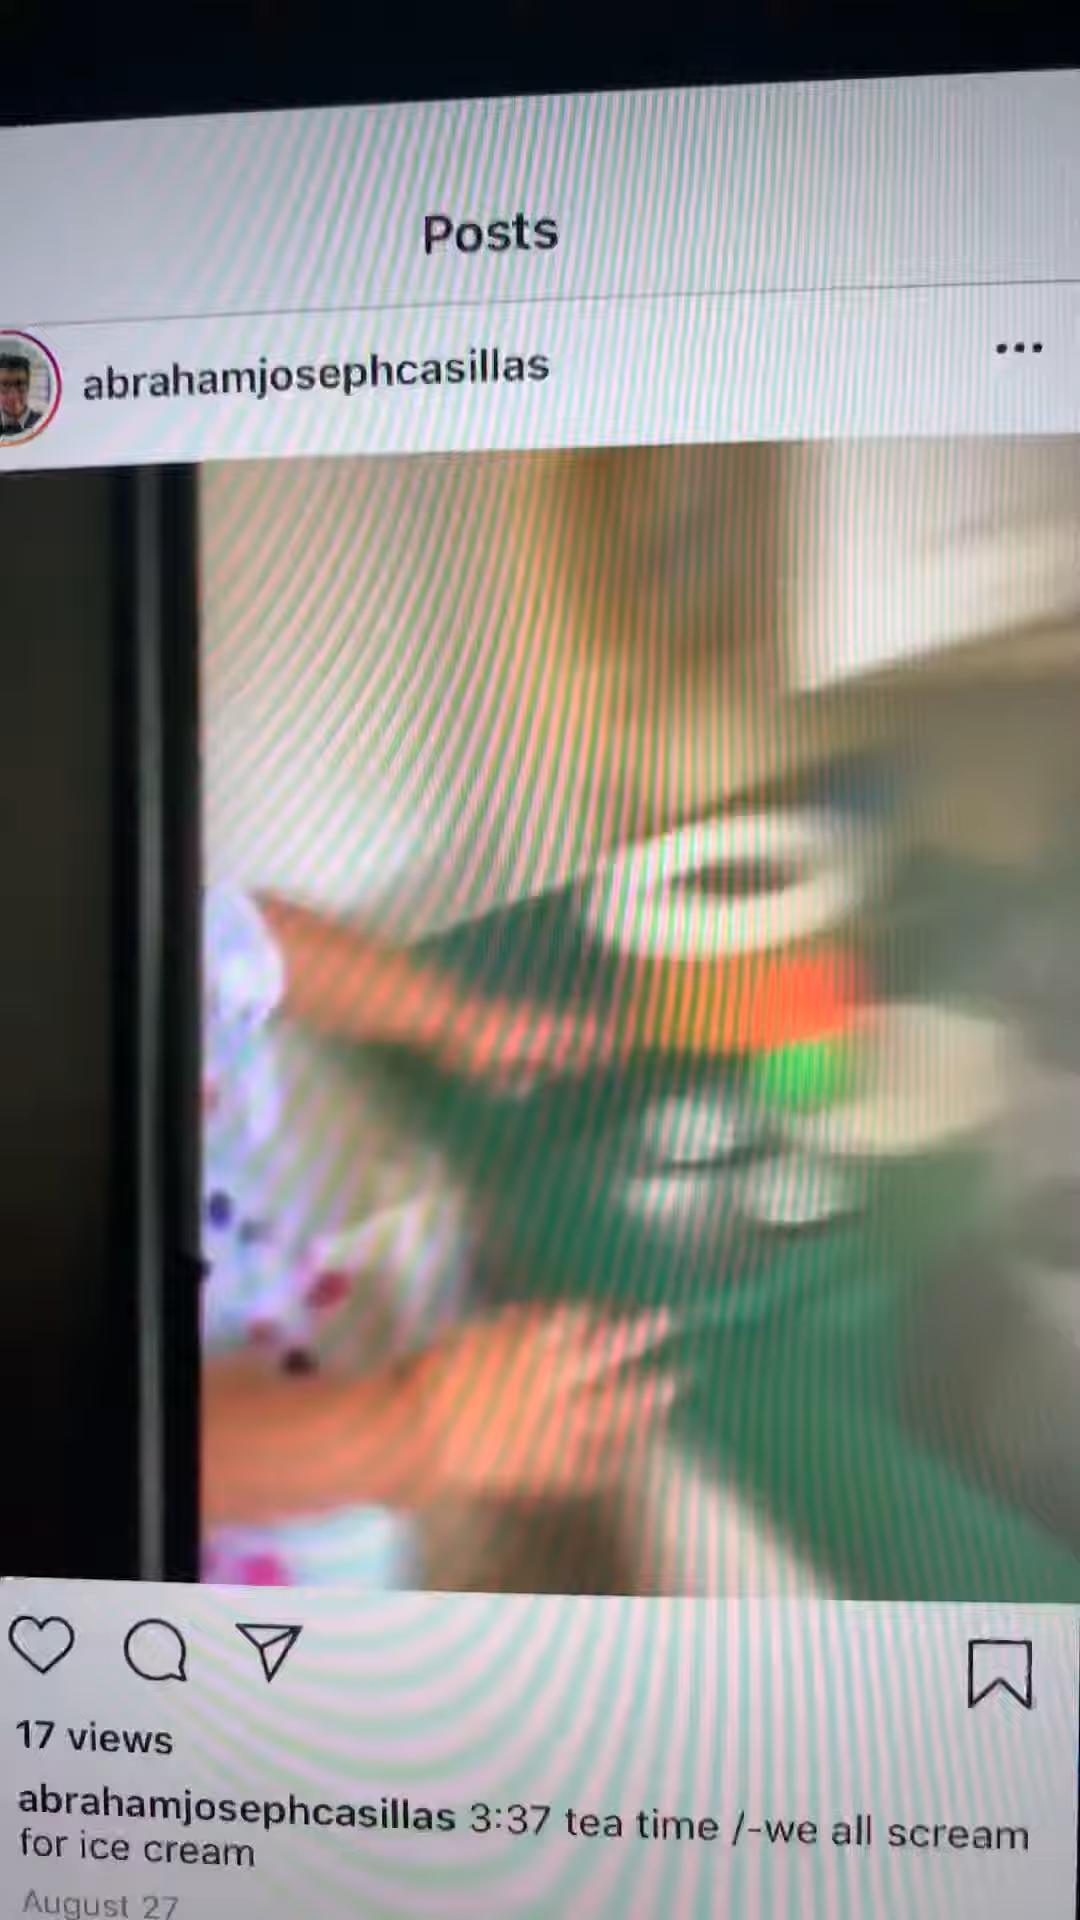 Posts
abrahamjosephcasillas
17 views
abrahamjosephcasillas 3:37 tea time /-we all scream
for ice cream
August 27